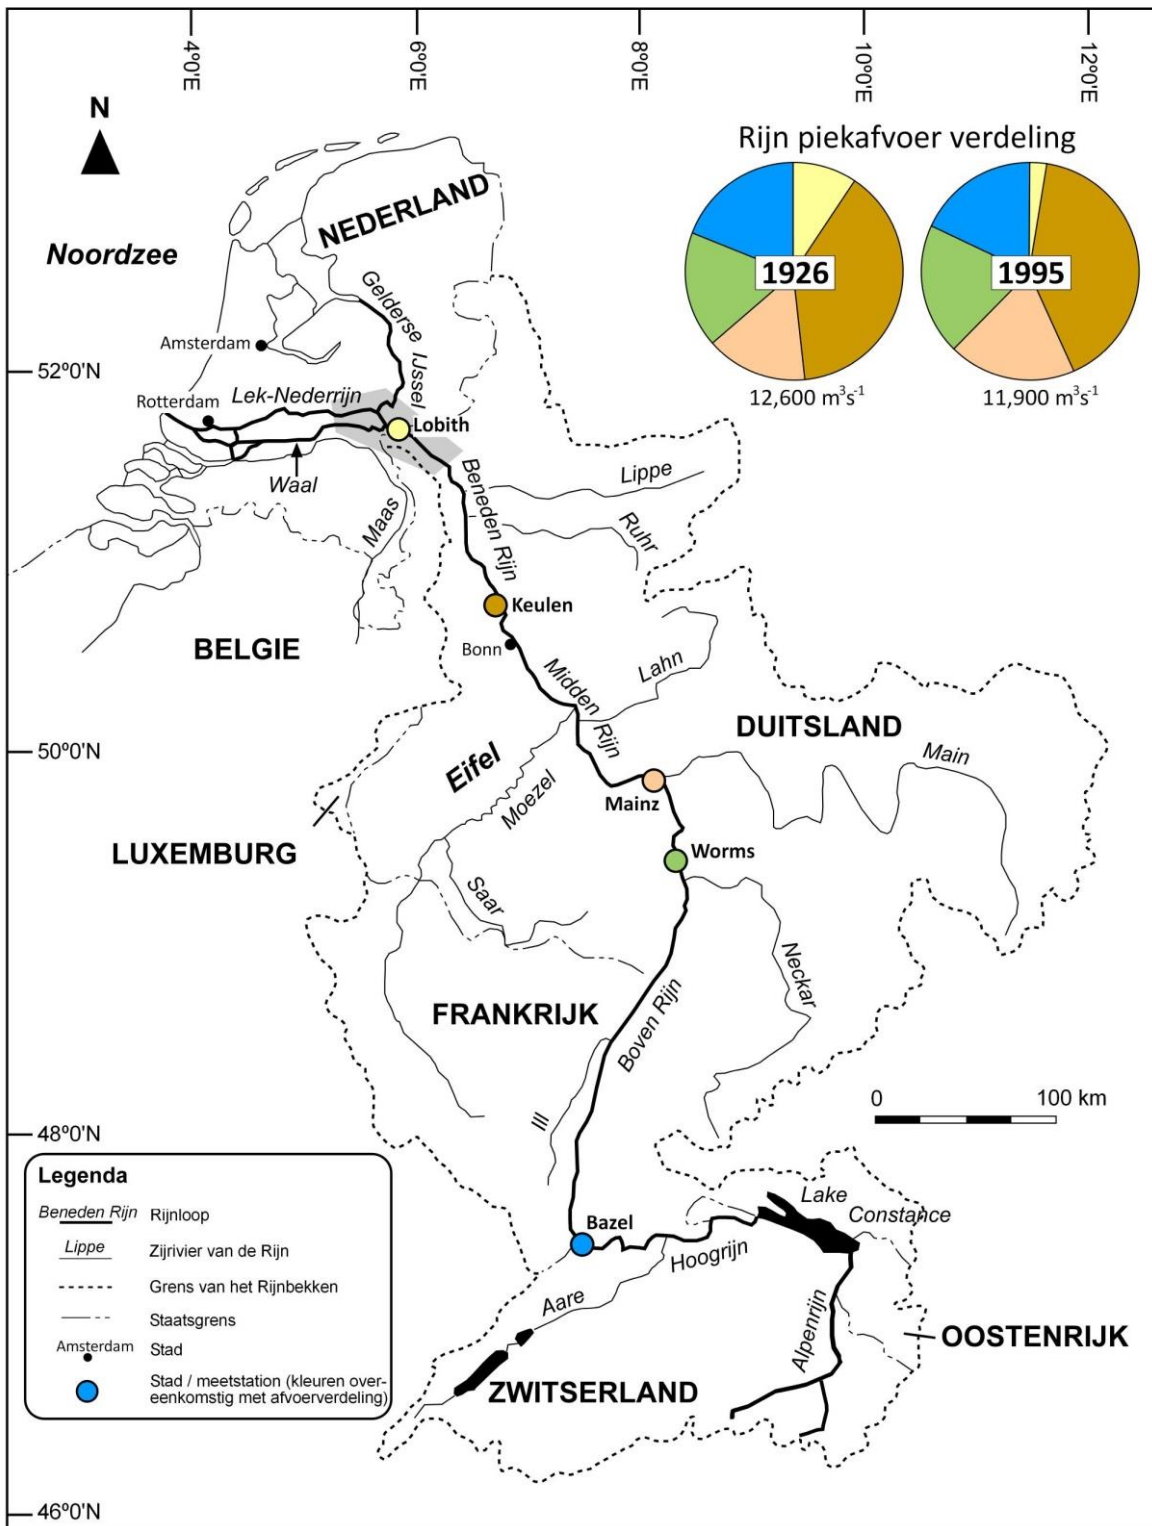 4°0'E
6°0'E
8°0'E
10°0'E
12°0'E
N
Rijn piekafvoer verdeling
1926
1995
12,600 m³s⁻¹
11,900 m³s⁻¹
NEDERLAND
Noordzee
Gelderse IJssel
Amsterdam
52°0'N
Rotterdam
Lek-Nederrijn
Lobith
Waal
Maas
Beneden Rijn
Lippe
Ruhr
Keulen
BELGIE
Bonn
Midden Rijn
Lahn
DUITSLAND
50°0'N
Eifel
Moezel
Main
Mainz
LUXEMBURG
Worms
Saar
Neckar
FRANKRIJK
Boven Rijn
Ill
0 100 km
48°0'N
Bazel
Lake
Constance
Hoogrijn
Aare
Alpenrijn
OOSTENRIJK
ZWITSERLAND
46°0'N
Legenda
Beneden Rijn Rijnloop
Lippe Zijrivier van de Rijn
Grens van het Rijnbekken
Staatsgrens
Amsterdam Stad
Stad / meetstation (kleuren over-
eenkomstig met afvoerverdeling)